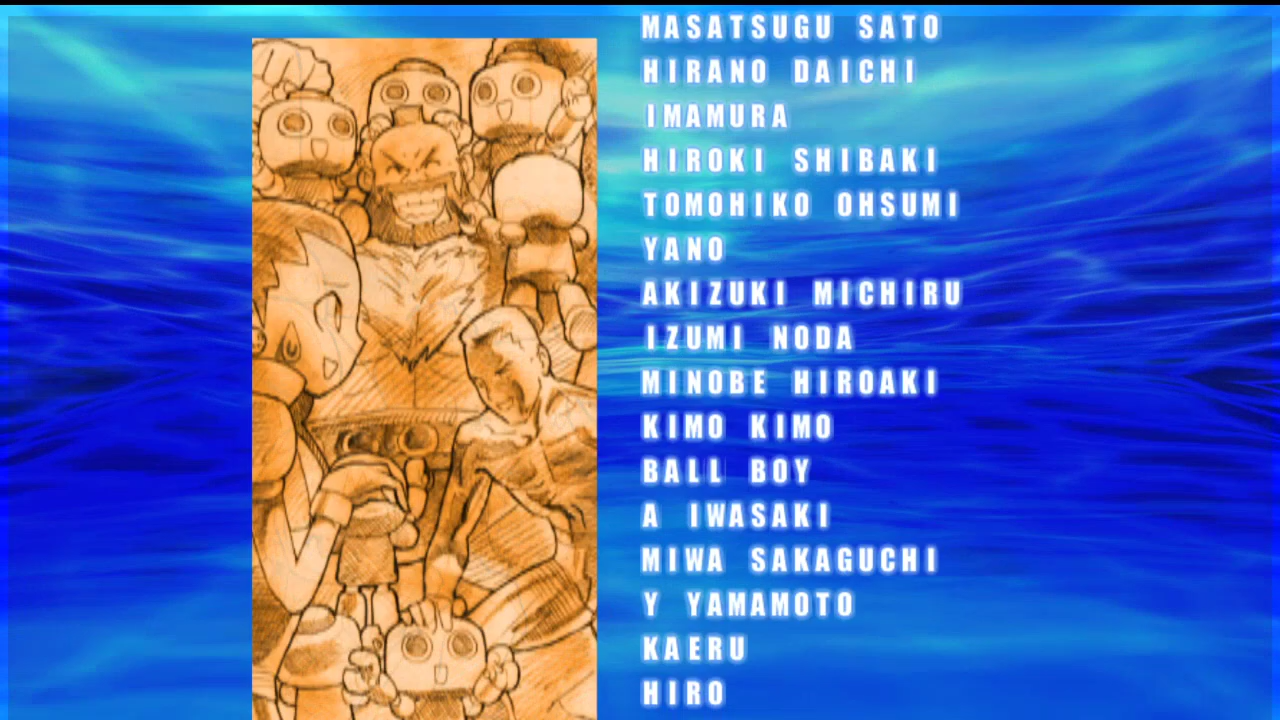 MASATSUGU SATO
HIRANO DAICHI
IMAMURA
HIROKI SHIBAKI
TOMOHIKO OHSUMI
YANO
AKIZUKI MICHIRU
IZUMI NODA
MINOBE HIROAKI
KIMO KIMO
BALL BOY
A IWASAKI
MIWA SAKAGUCHI
Y YAMAMOTO
KAERU
HIRO